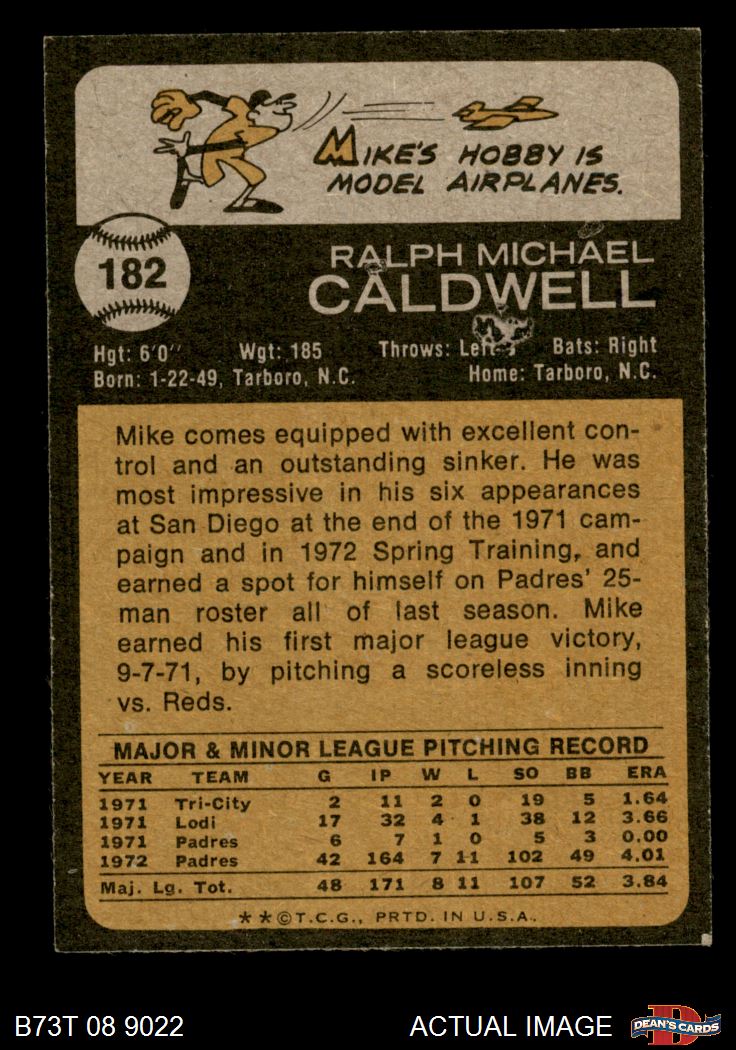 MIKE'S HOBBY IS
MODEL AIRPLANES.
182
RALPH MICHAEL
CALDWELL
Hgt: 6'0" Wgt: 185 Throws: Left Bats: Right
Born: 1-22-49, Tarboro, N.C. Home: Tarboro, N.C.
Mike comes equipped with excellent con-
trol and an outstanding sinker. He was
most impressive in his six appearances
at San Diego at the end of the 1971 cam-
paign and in 1972 Spring Training, and
earned a spot for himself on Padres' 25-
man roster all of last season. Mike
earned his first major league victory,
9-7-71, by pitching a scoreless inning
vs. Reds.
MAJOR & MINOR LEAGUE PITCHING RECORD
YEAR TEAM G IP W L SO BB ERA
1971 Tri-City 2 11 2 0 19 5 1.64
1971 Lodi 17 32 4 1 38 12 3.66
1971 Padres 6 7 1 0 5 3 0.00
1972 Padres 42 164 7 11 102 49 4.01
Maj. Lg. Tot. 48 171 8 11 107 52 3.84
**©T.C.G., PRTD. IN U.S.A.
B73T 08 9022 ACTUAL IMAGE D DEAN'S CARDS